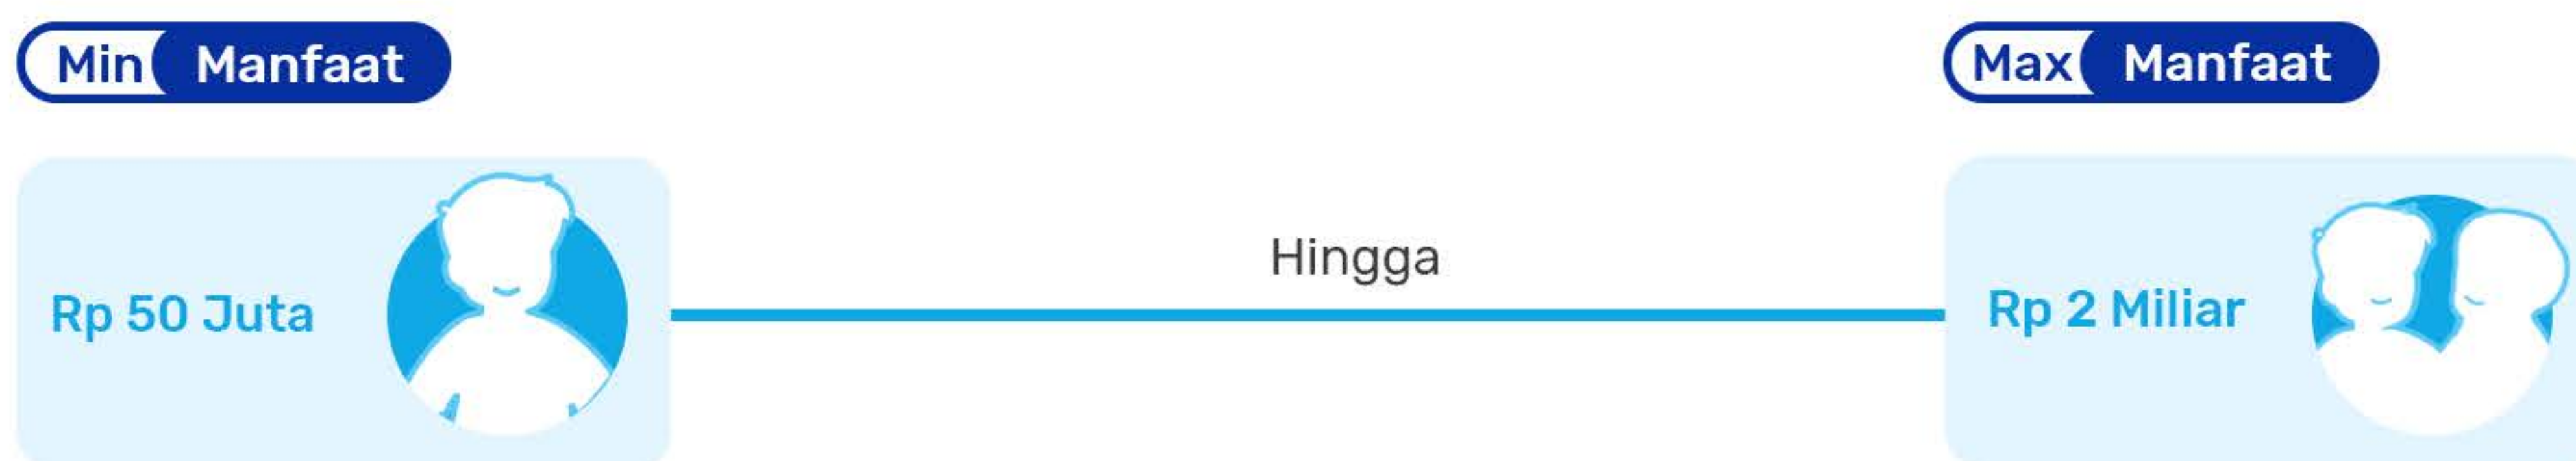 Min Manfaat
Max Manfaat
Hingga
Rp 50 Juta
Rp 2 Miliar